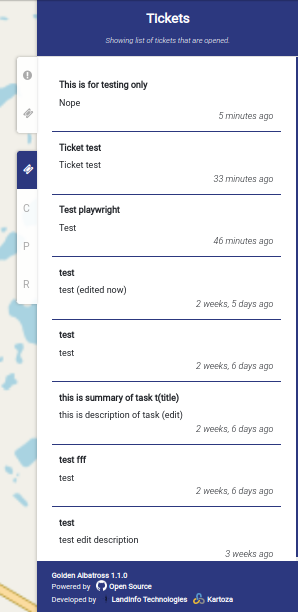 Tickets
Showing list of tickets that are opened.
This is for testing only
Nope
5 minutes ago
Ticket test
Ticket test
33 minutes ago
Test playwright
Test
46 minutes ago
C
P
R
test
test (edited now)
2 weeks, 5 days ago
test
test
2 weeks, 6 days ago
this is summary of task t(title)
this is description of task (edit)
2 weeks, 6 days ago
test fff
test
2 weeks, 6 days ago
test
test edit description
3 weeks ago
Golden Albatross 1.1.0
Powered by Open Source
Developed by LandInfo Technologies Kartoza